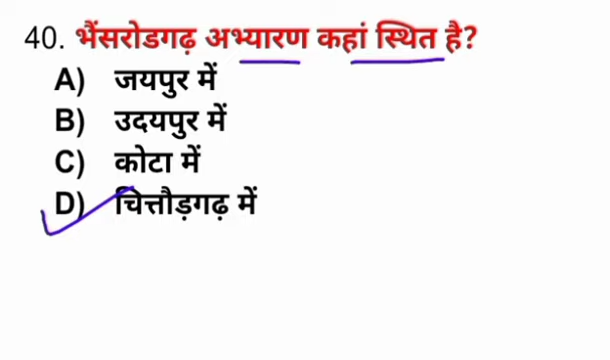 40. भैंसरोडगढ़ अभ्यारण कहां स्थित है?
A) जयपुर में
B) उदयपुर में
C) कोटा में
D) चित्तौड़गढ़ में